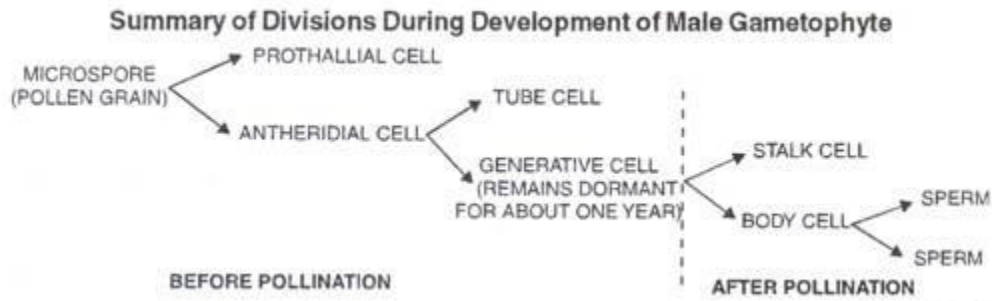 Summary of Divisions During Development of Male Gametophyte
PROTHALLIAL CELL
MICROSPORE
(POLLEN GRAIN)
TUBE CELL
ANTHERIDIAL CELL
STALK CELL
GENERATIVE CELL
(REMAINS DORMANT
FOR ABOUT ONE YEAR)
SPERM
BODY CELL
SPERM
BEFORE POLLINATION
AFTER POLLINATION